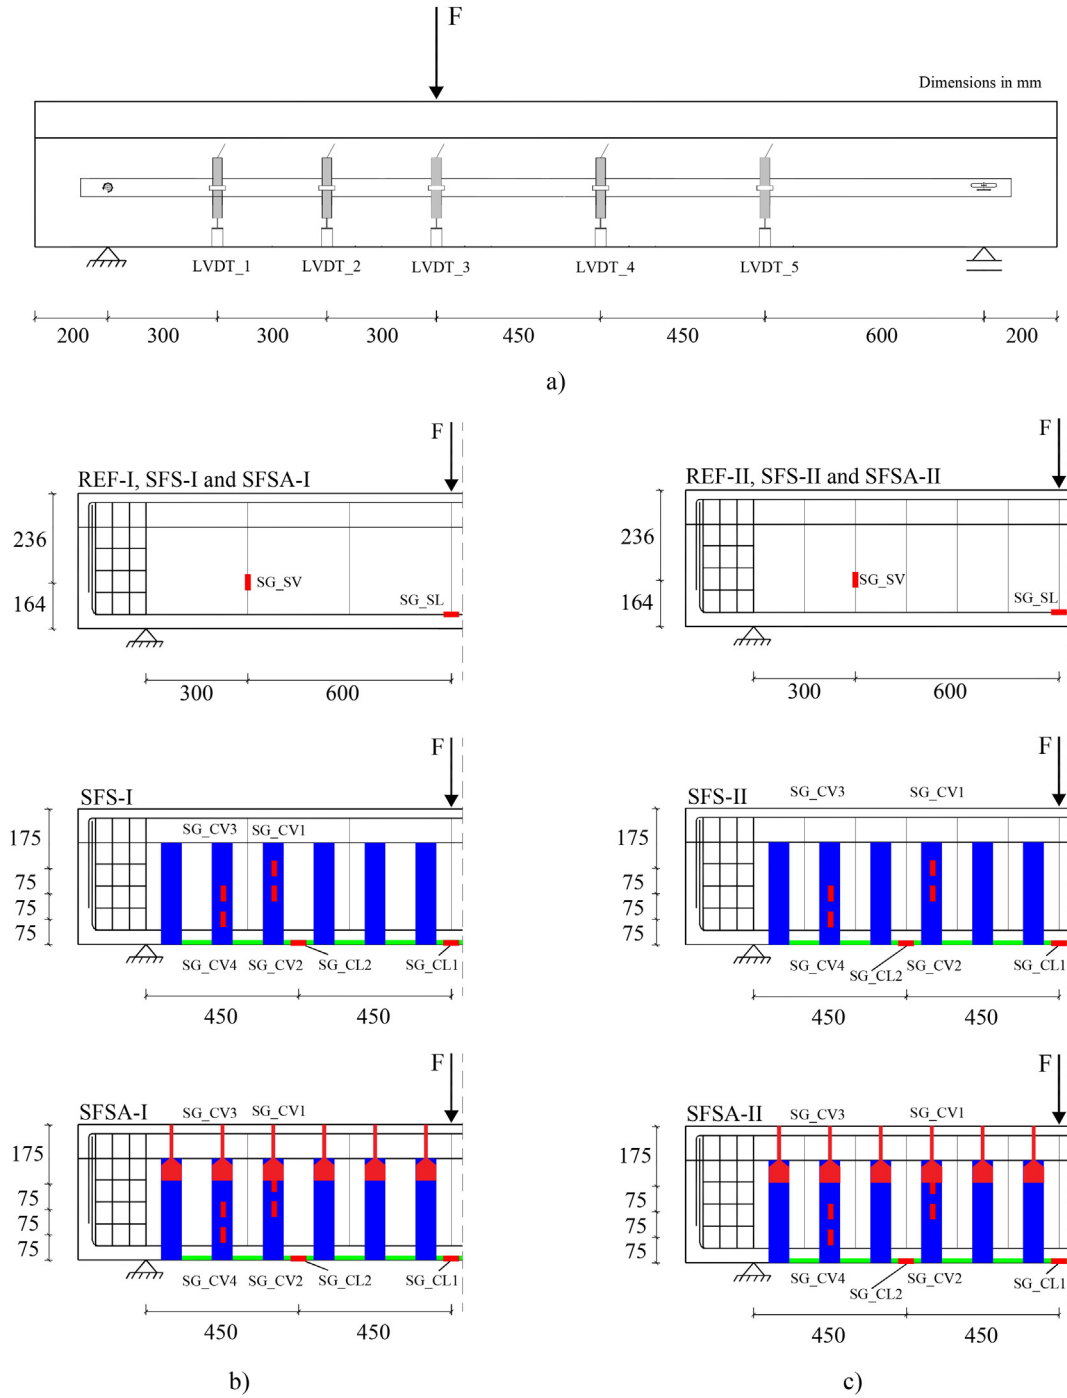 F
Dimensions in mm
LVDT_1 LVDT_2 LVDT_3 LVDT_4 LVDT_5
200 300 300 300 450 450 600 200
a)
F
REF-I, SFS-I and SFSA-I
236
SG_SV
164
SG_SL
300 600
F
REF-II, SFS-II and SFSA-II
236
SG_SV
164
SG_SL
300 600
F
SFS-I
SG_CV3 SG_CV1
175
75
75
75
SG_CV4 SG_CV2 SG_CL2 SG_CL1
450 450
F
SG_CV3 SG_CV1
SFS-II
175
75
75
75
SG_CV4 SG_CL2 SG_CV2 SG_CL1
450 450
F
SFSA-I
SG_CV3 SG_CV1
175
75
75
75
SG_CV4 SG_CV2 SG_CL2 SG_CL1
450 450
F
SFSA-II
SG_CV3 SG_CV1
175
75
75
75
SG_CV4 SG_CL2 SG_CV2 SG_CL1
450 450
b)
c)